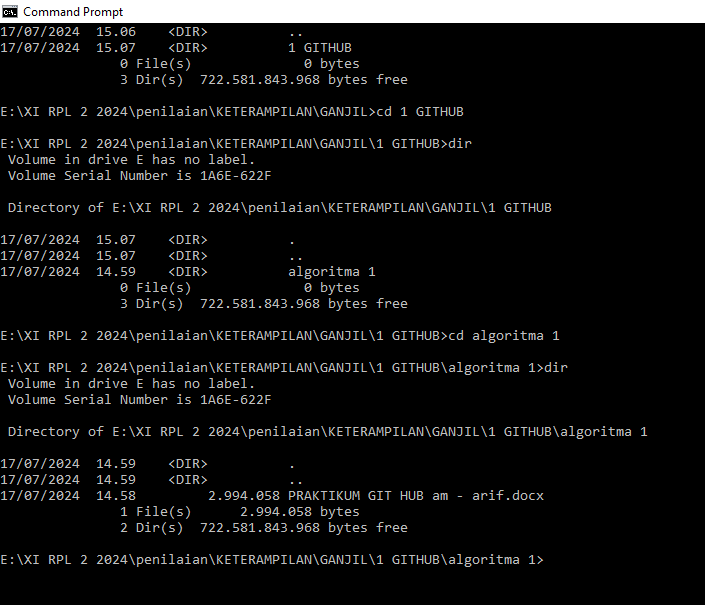 Command Prompt
17/07/2024  15.06    <DIR>          ..
17/07/2024  15.07    <DIR>          1 GITHUB
               0 File(s)              0 bytes
               3 Dir(s)  722.581.843.968 bytes free
E:\XI RPL 2 2024\penilaian\KETERAMPILAN\GANJIL>cd 1 GITHUB
E:\XI RPL 2 2024\penilaian\KETERAMPILAN\GANJIL\1 GITHUB>dir
 Volume in drive E has no label.
 Volume Serial Number is 1A6E-622F
 Directory of E:\XI RPL 2 2024\penilaian\KETERAMPILAN\GANJIL\1 GITHUB
17/07/2024  15.07    <DIR>          .
17/07/2024  15.07    <DIR>          ..
17/07/2024  14.59    <DIR>          algoritma 1
               0 File(s)              0 bytes
               3 Dir(s)  722.581.843.968 bytes free
E:\XI RPL 2 2024\penilaian\KETERAMPILAN\GANJIL\1 GITHUB>cd algoritma 1
E:\XI RPL 2 2024\penilaian\KETERAMPILAN\GANJIL\1 GITHUB\algoritma 1>dir
 Volume in drive E has no label.
 Volume Serial Number is 1A6E-622F
 Directory of E:\XI RPL 2 2024\penilaian\KETERAMPILAN\GANJIL\1 GITHUB\algoritma 1
17/07/2024  14.59    <DIR>          .
17/07/2024  14.59    <DIR>          ..
17/07/2024  14.58         2.994.058 PRAKTIKUM GIT HUB am - arif.docx
               1 File(s)      2.994.058 bytes
               2 Dir(s)  722.581.843.968 bytes free
E:\XI RPL 2 2024\penilaian\KETERAMPILAN\GANJIL\1 GITHUB\algoritma 1>